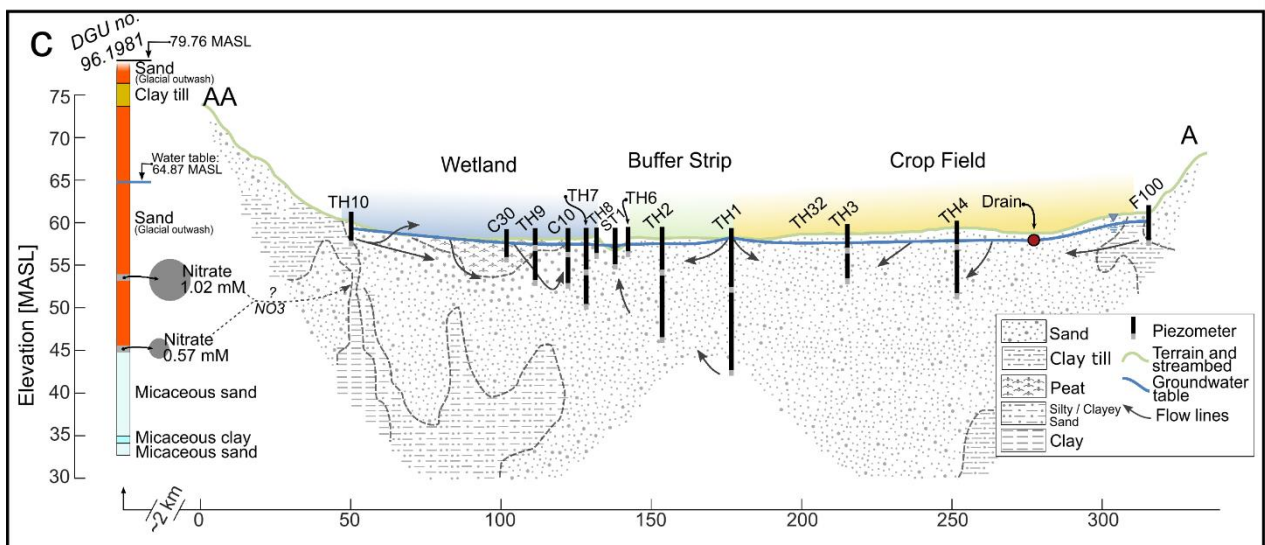 C
DGU no.
96.1981
79.76 MASL
Sand
(Glacial outwash)
Clay till
Water table:
64.87 MASL
Sand
(Glacial outwash)
Nitrate
1.02 mM
Nitrate
0.57 mM
?
NO3
Micaceous sand
Micaceous clay
Micaceous sand
~2 km
Elevation [MASL]
75
70
65
60
55
50
45
40
35
30
AA
A
Wetland
Buffer Strip
Crop Field
TH10
C30
TH9
C10
TH7
TH8
ST1
TH6
TH2
TH1
TH32
TH3
TH4
Drain
F100
Sand
Clay till
Peat
Silty / Clayey
Sand
Clay
Piezometer
Terrain and
streambed
Groundwater
table
Flow lines
0
50
100
150
200
250
300